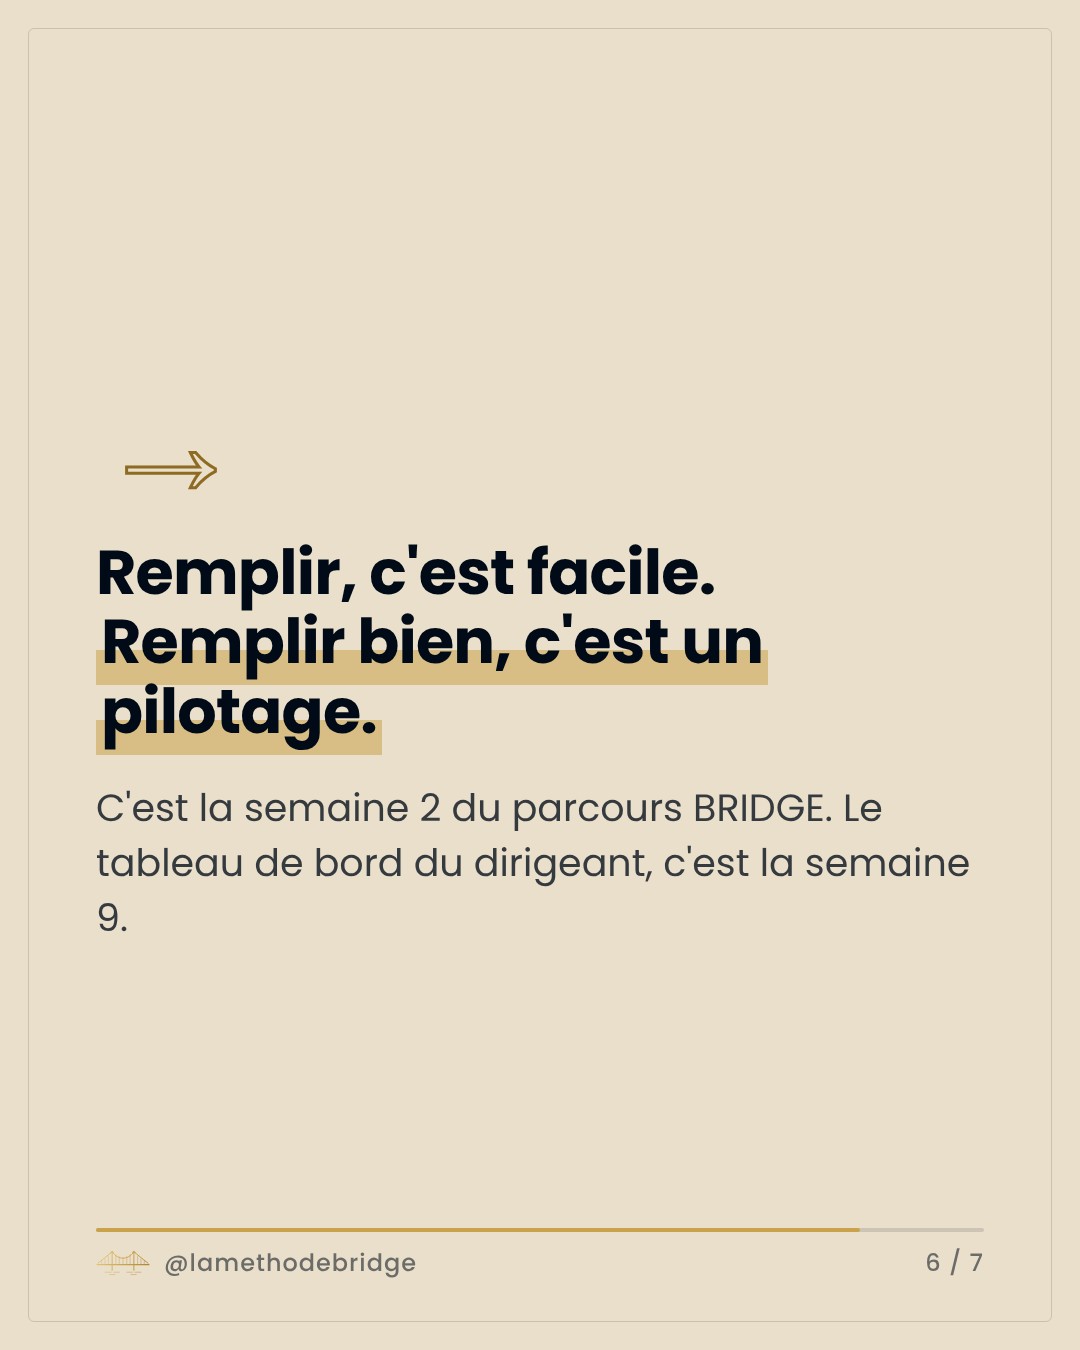 →
Remplir, c'est facile.
Remplir bien, c'est un
pilotage.
C'est la semaine 2 du parcours BRIDGE. Le
tableau de bord du dirigeant, c'est la semaine
9.
@lamethodebridge
6 / 7